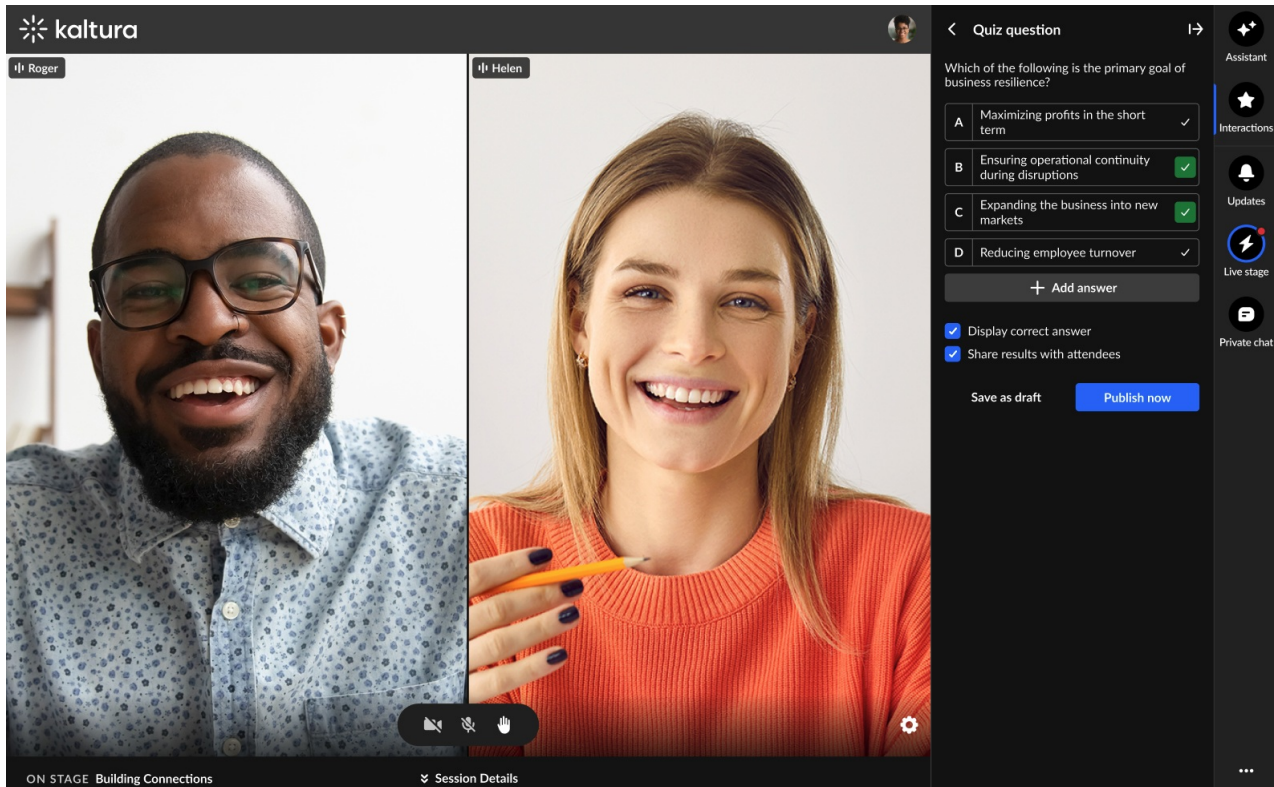 kaltura
Roger
Helen
ON STAGE Building Connections
Session Details
Quiz question
Which of the following is the primary goal of
business resilience?
A
Maximizing profits in the short
term
B
Ensuring operational continuity
during disruptions
C
Expanding the business into new
markets
D
Reducing employee turnover
Add answer
Display correct answer
Share results with attendees
Save as draft
Publish now
Assistant
Interactions
Updates
Live stage
Private chat